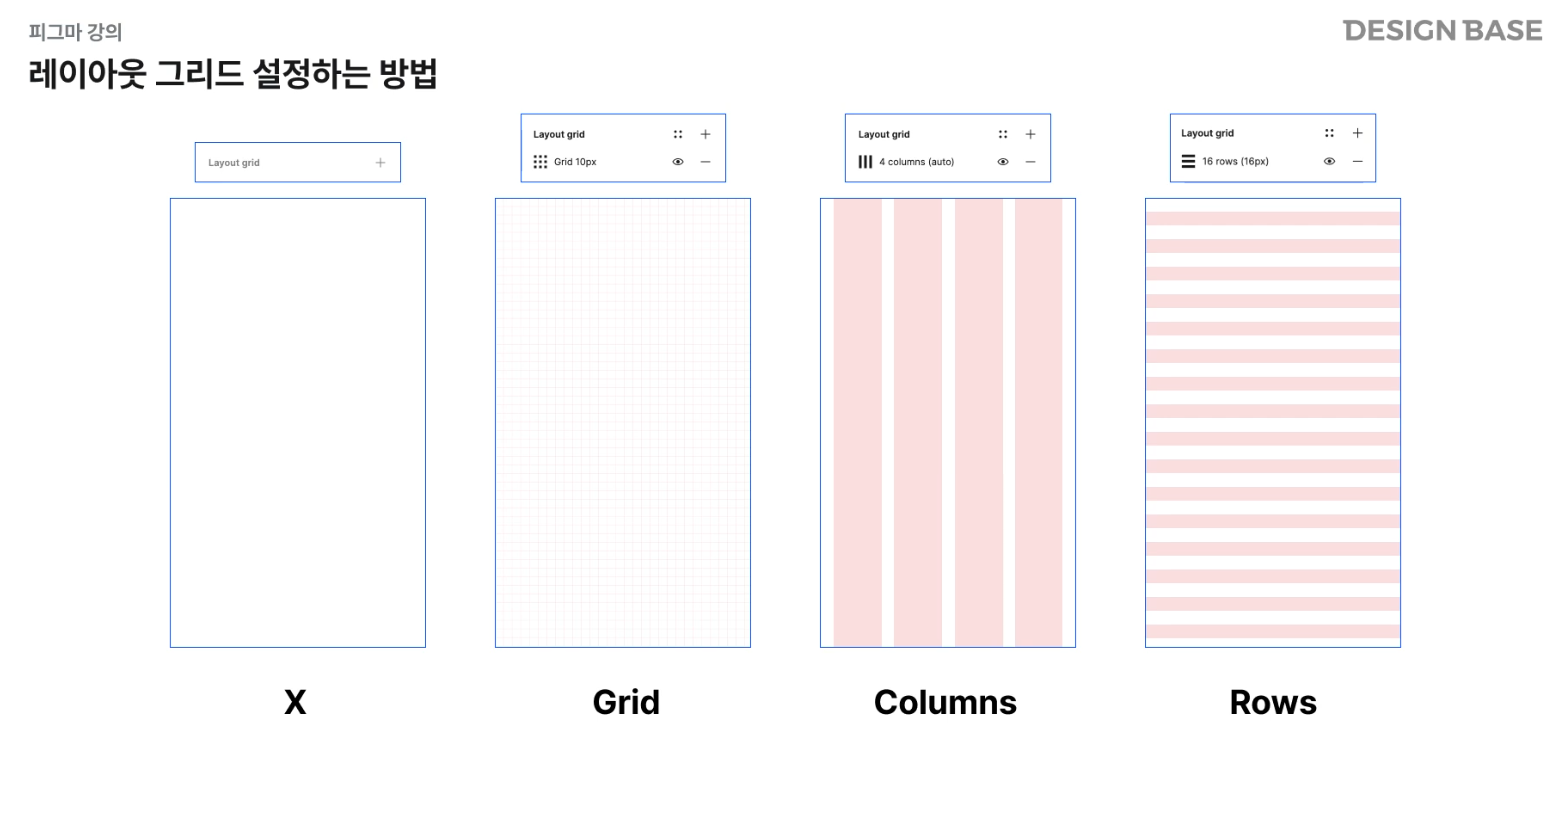 피그마 강의
DESIGN BASE
레이아웃 그리드 설정하는 방법
Layout grid
Layout grid
Grid 10px
Layout grid
4 columns (auto)
Layout grid
16 rows (16px)
X
Grid
Columns
Rows